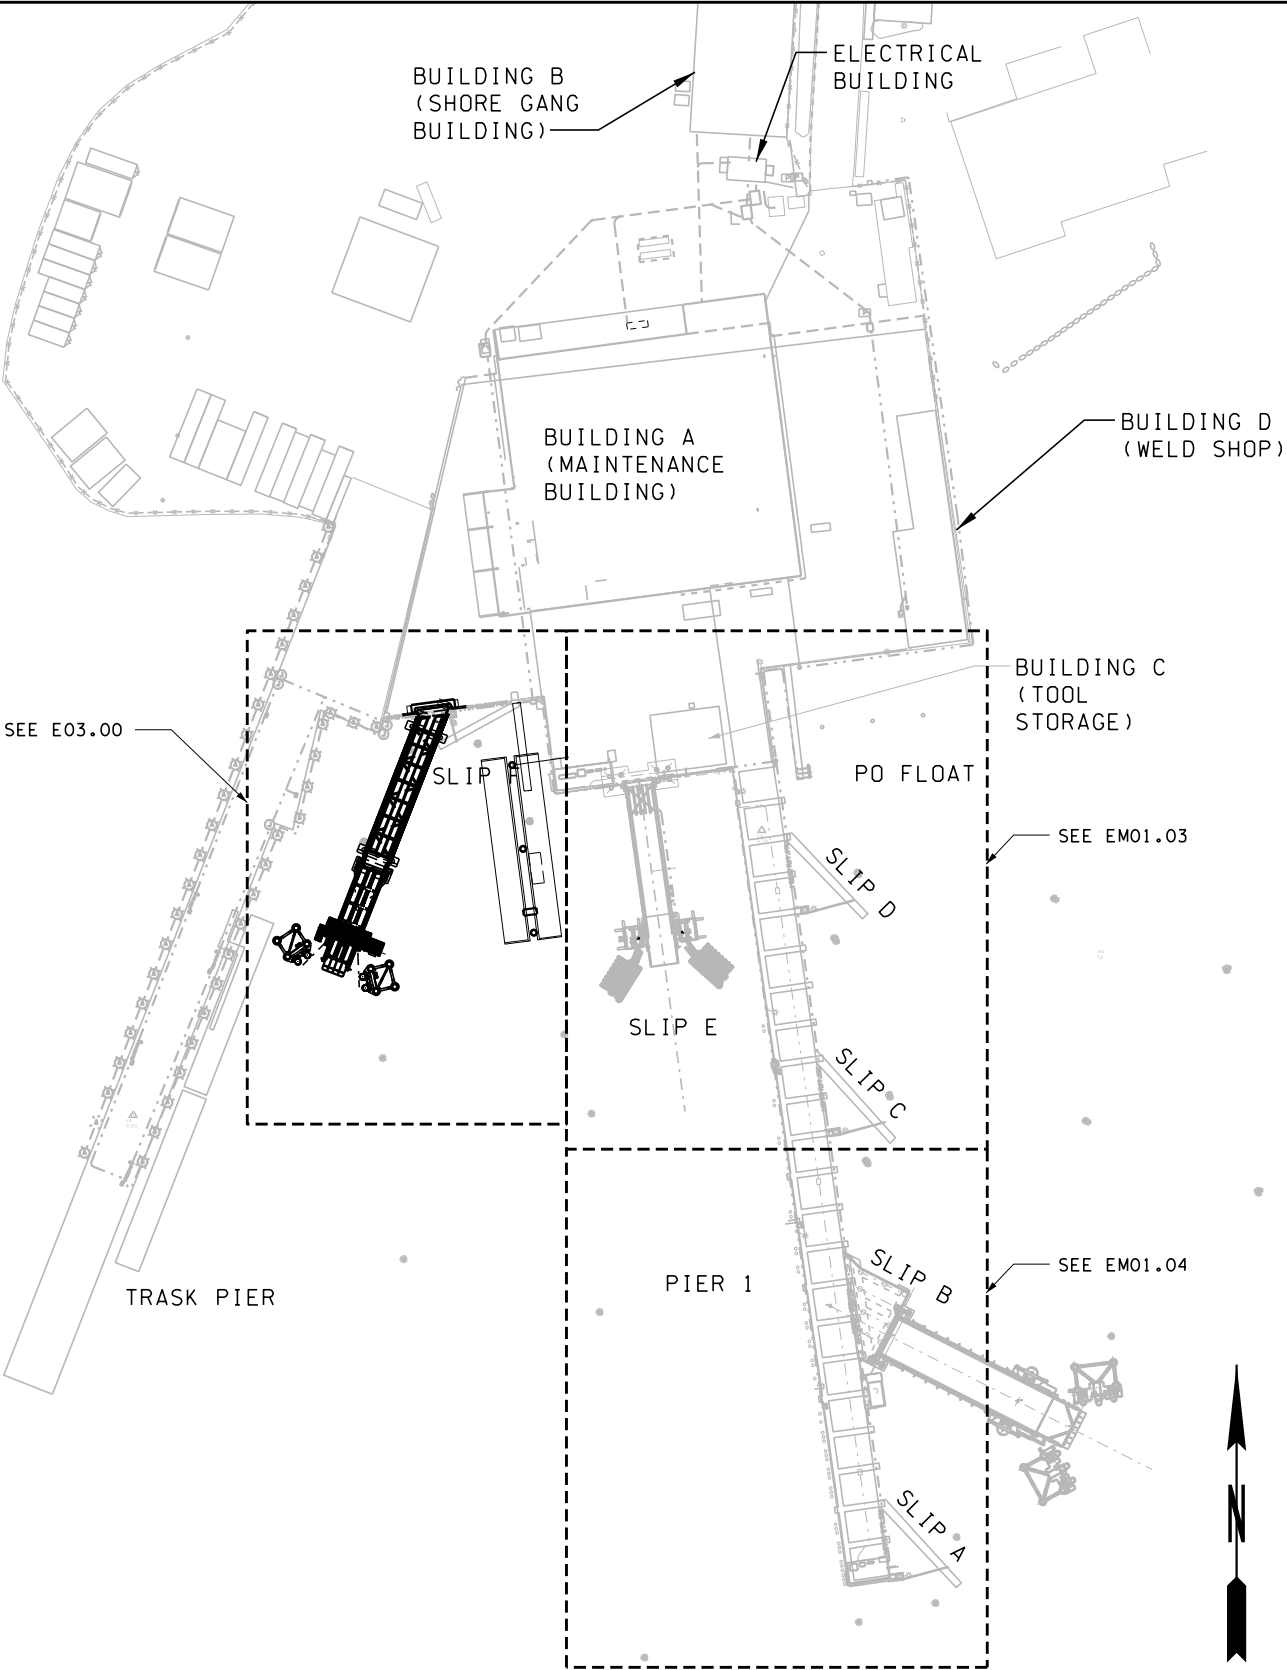 BUILDING B
(SHORE GANG
BUILDING)
ELECTRICAL
BUILDING
BUILDING A
(MAINTENANCE
BUILDING)
BUILDING D
(WELD SHOP)
BUILDING C
(TOOL
STORAGE)
SEE E03.00
SLIP F
PO FLOAT
SEE EM01.03
SLIP D
SLIP E
SLIP C
SLIP B
SEE EM01.04
PIER 1
TRASK PIER
SLIP A
N